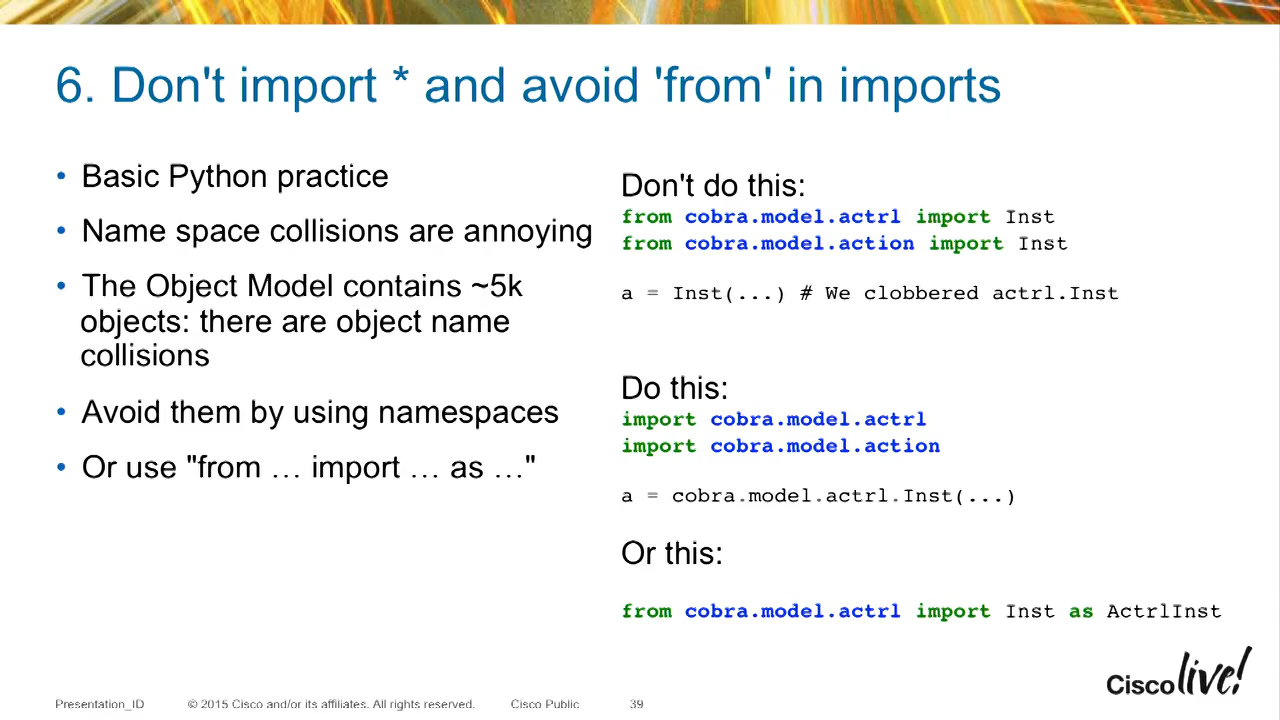 6. Don't import * and avoid 'from' in imports
• Basic Python practice
• Name space collisions are annoying
• The Object Model contains ~5k
objects: there are object name
collisions
• Avoid them by using namespaces
• Or use "from … import … as …"
Don't do this:
from cobra.model.actrl import Inst
from cobra.model.action import Inst
a = Inst(...) # We clobbered actrl.Inst
Do this:
import cobra.model.actrl
import cobra.model.action
a = cobra.model.actrl.Inst(...)
Or this:
from cobra.model.actrl import Inst as ActrlInst
Cisco live!
Presentation_ID © 2015 Cisco and/or its affiliates. All rights reserved. Cisco Public 39